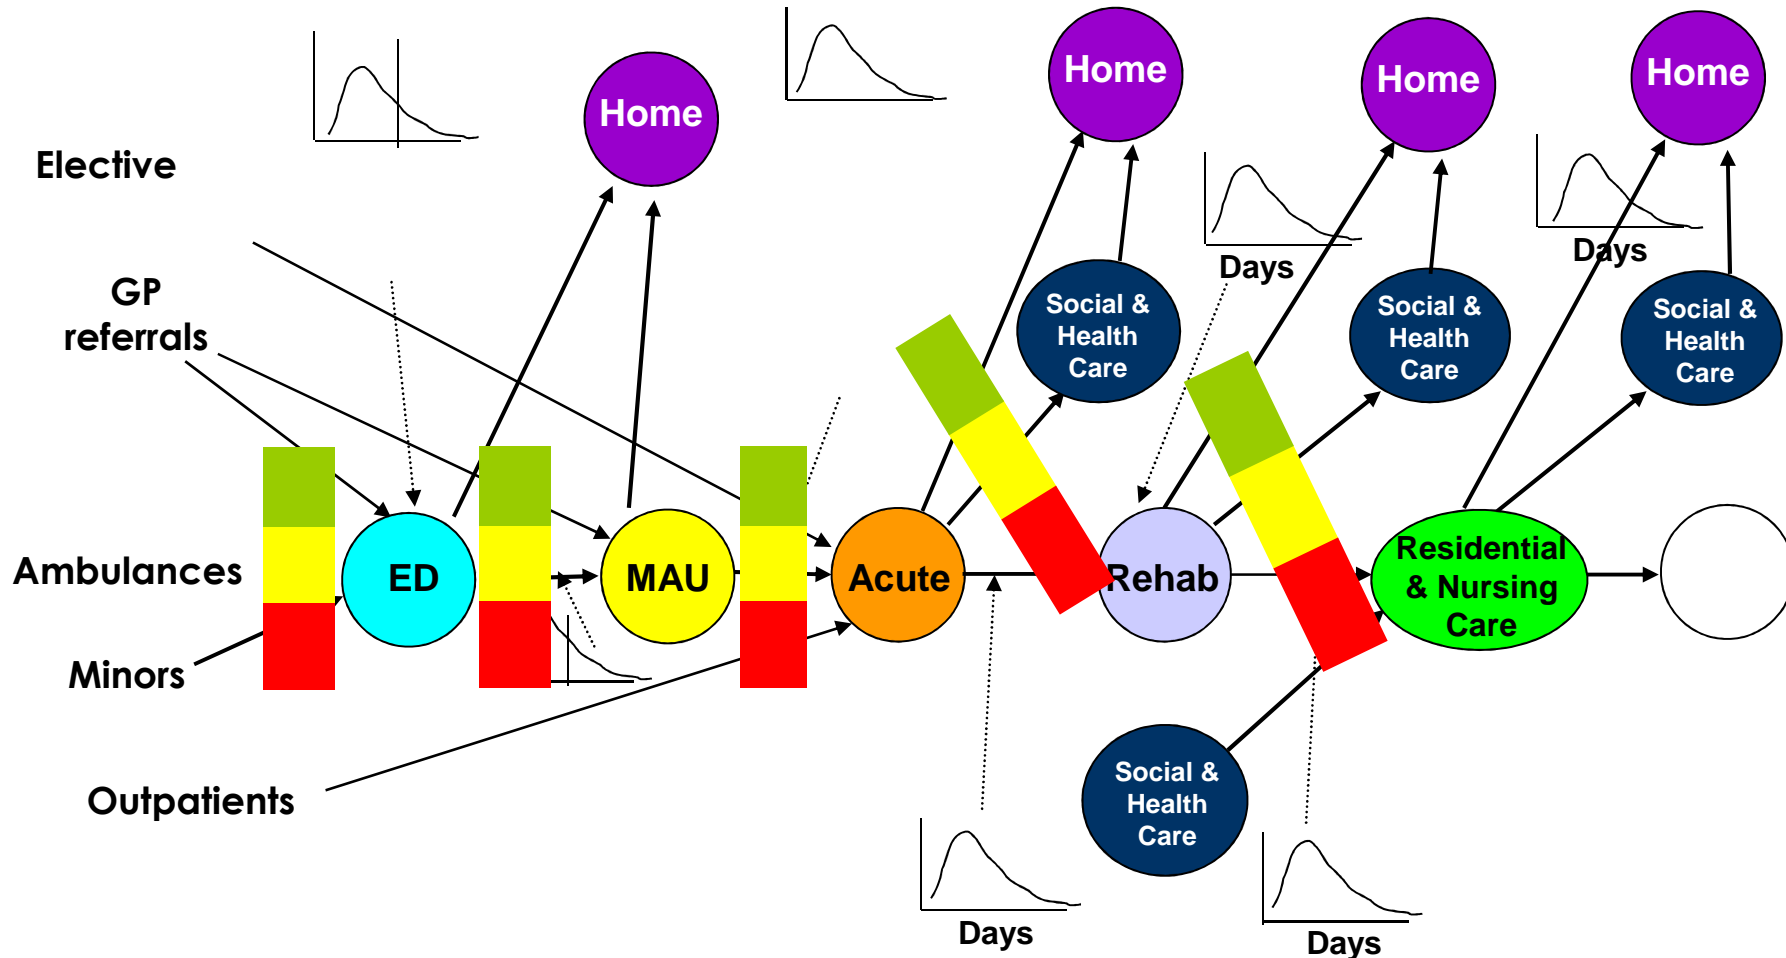 Home
Home
Home
Home
Elective
Days
Days
GP
referrals
Social &
Health
Care
Social &
Health
Care
Social &
Health
Care
Ambulances
ED
MAU
Acute
Rehab
Residential
& Nursing
Care
Minors
Outpatients
Social &
Health
Care
Days
Days